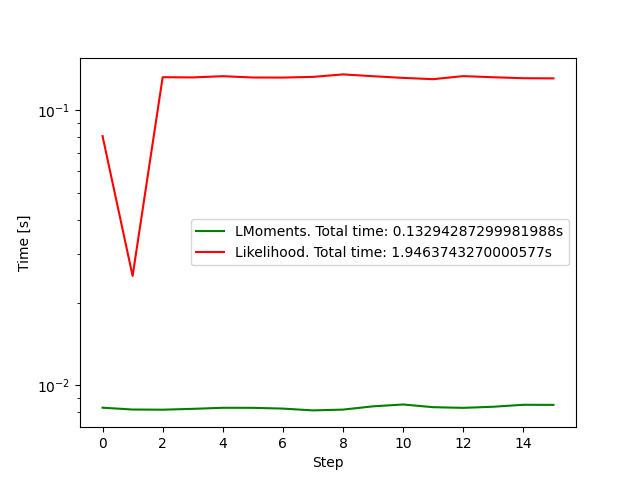 10⁻¹
10⁻²
Time [s]
LMoments. Total time: 0.13294287299981988s
Likelihood. Total time: 1.9463743270000577s
0 2 4 6 8 10 12 14
Step